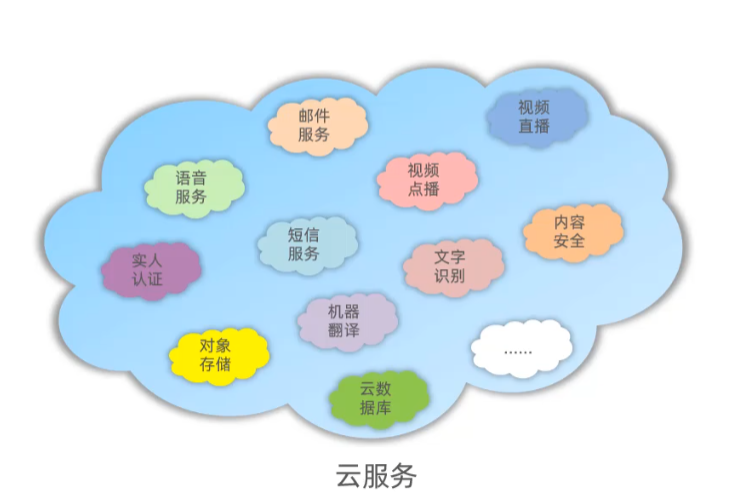 邮件
服务
视频
直播
语音
服务
视频
点播
短信
服务
内容
安全
实人
认证
文字
识别
机器
翻译
对象
存储
......
云数
据库
云服务